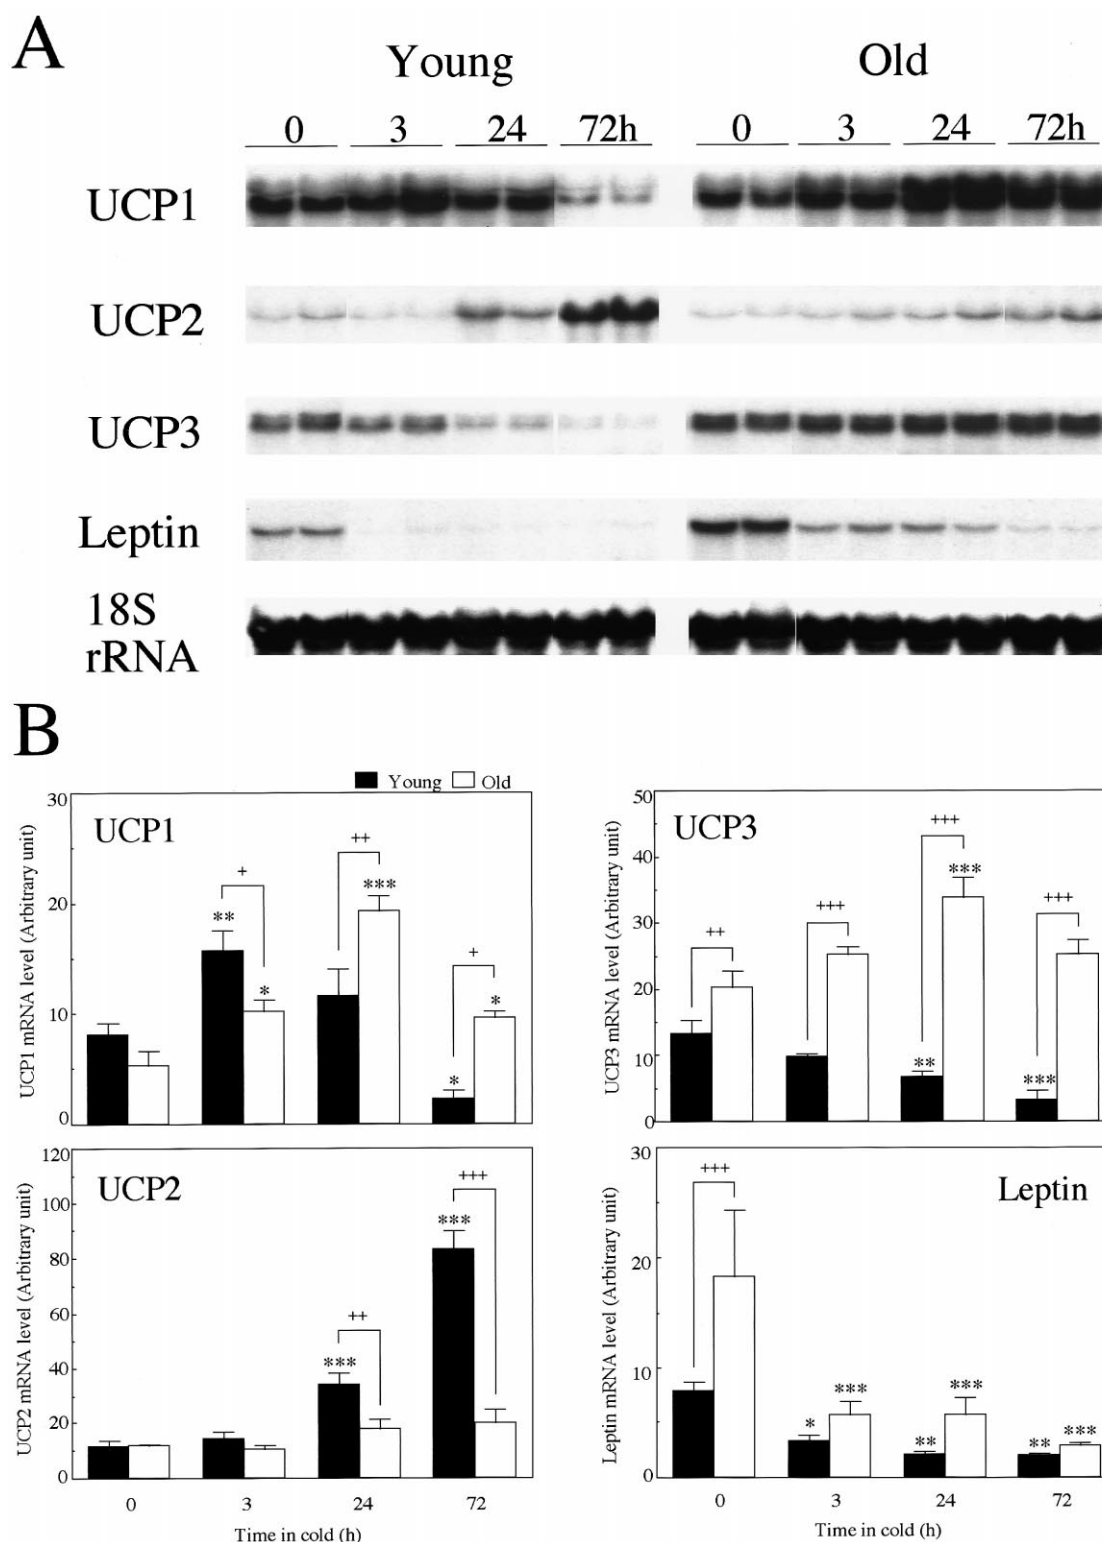 A
Young Old
0 3 24 72h 0 3 24 72h
UCP1
UCP2
UCP3
Leptin
18S
rRNA
B
Young Old
UCP1
UCP1 mRNA level (Arbitrary unit)
30
20
10
0
** + * ++ *** * + *
UCP3
UCP3 mRNA level (Arbitrary unit)
50
40
30
20
10
0
++ +++ ** +++ *** *** +++
UCP2
UCP2 mRNA level (Arbitrary unit)
120
100
80
60
40
20
0
*** ++ *** +++
0 3 24 72
Time in cold (h)
Leptin
Leptin mRNA level (Arbitrary unit)
30
20
10
0
+++ * *** ** *** ** ***
0 3 24 72
Time in cold (h)